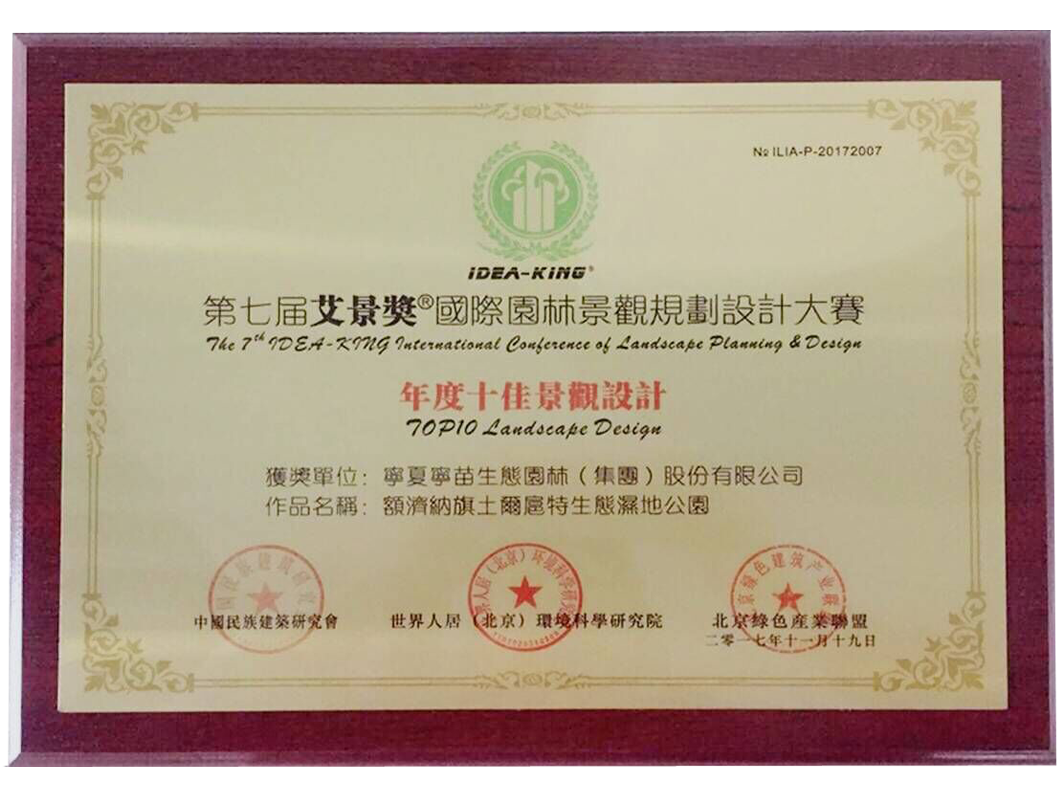 № ILIA-P-20172007
IDEA-KING®
第七届艾景獎®國際園林景觀規劃設計大賽
The 7th IDEA-KING International Conference of Landscape Planning & Design
年度十佳景觀設計
TOP10 Landscape Design
獲獎單位：寧夏寧苗生態園林（集團）股份有限公司
作品名稱：額濟納旗土爾扈特生態濕地公園
中國民族建築研究會
世界人居（北京）環境科學研究院
北京綠色産業聯盟
二零一七年十一月十九日